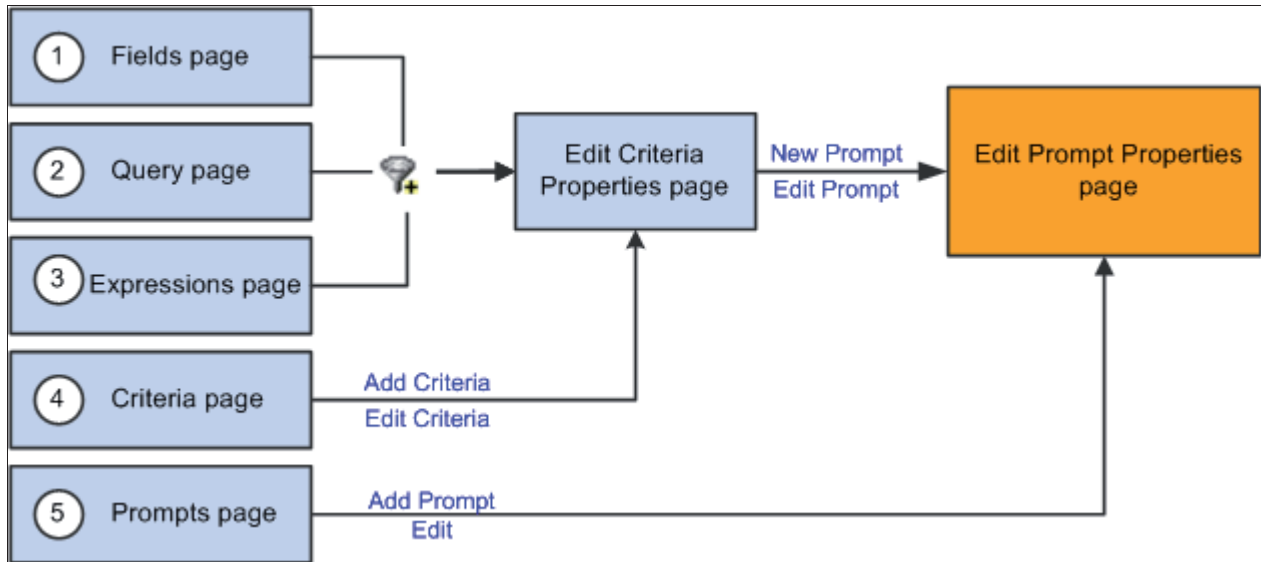 1 Fields page
2 Query page
3 Expressions page
4 Criteria page
5 Prompts page
Add Criteria
Edit Criteria
Add Prompt
Edit
Edit Criteria
Properties page
New Prompt
Edit Prompt
Edit Prompt Properties
page